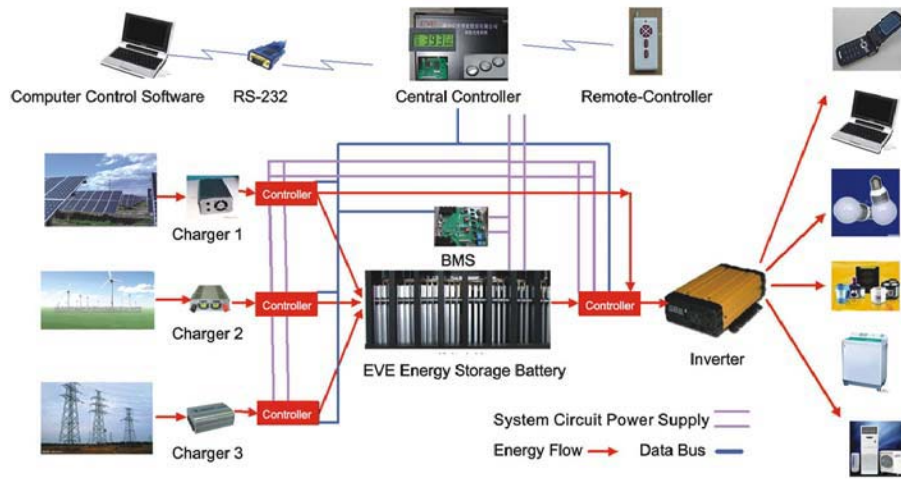 Computer Control Software
RS-232
Central Controller
Remote-Controller
Controller
Charger 1
BMS
Controller
Controller
Charger 2
EVE Energy Storage Battery
Inverter
Controller
Charger 3
System Circuit Power Supply
Energy Flow
Data Bus